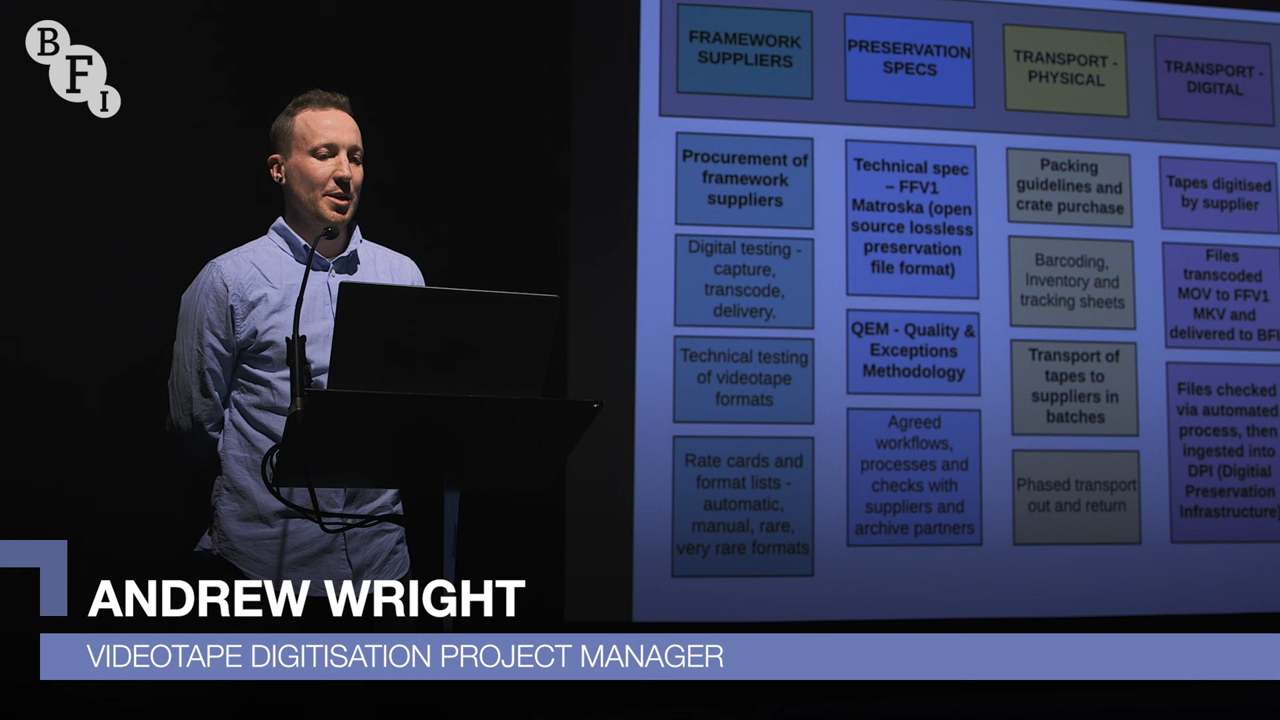 BFI
FRAMEWORK
SUPPLIERS
Procurement of
framework
suppliers
Digital testing -
capture,
transcode,
delivery.
Technical testing
of videotape
formats
Rate cards and
format lists -
automatic,
manual, rare,
very rare formats
PRESERVATION
SPECS
Technical spec
– FFV1
Matroska (open
source lossless
preservation
file format)
QEM - Quality &
Exceptions
Methodology
Agreed
workflows,
processes and
checks with
suppliers and
archive partners
TRANSPORT -
PHYSICAL
Packing
guidelines and
crate purchase
Barcoding,
Inventory and
tracking sheets
Transport of
tapes to
suppliers in
batches
Phased transport
out and return
TRANSPORT -
DIGITAL
Tapes digitised
by supplier
Files
transcoded
MOV to FFV1
MKV and
delivered to BFI
Files checked
via automated
process, then
ingested into
DPI (Digitial
Preservation
Infrastructure)
ANDREW WRIGHT
VIDEOTAPE DIGITISATION PROJECT MANAGER